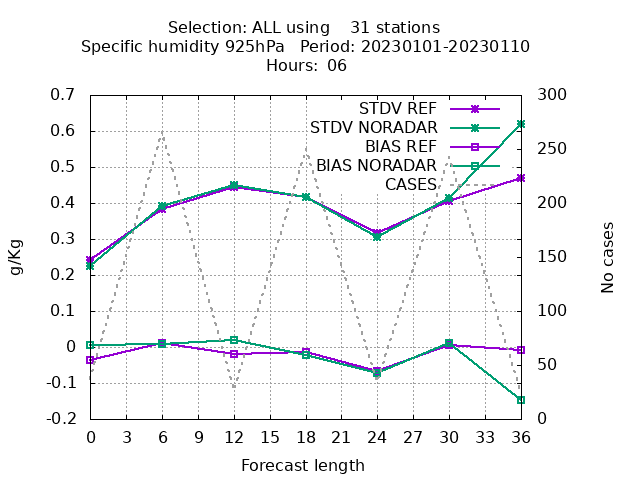 Selection: ALL using    31 stations
Specific humidity 925hPa   Period: 20230101-20230110
Hours: 06
STDV REF
STDV NORADAR
BIAS REF
BIAS NORADAR
CASES
0.7
0.6
0.5
0.4
0.3
0.2
0.1
0
-0.1
-0.2
g/Kg
300
250
200
150
100
50
0
No cases
0 3 6 9 12 15 18 21 24 27 30 33 36
Forecast length